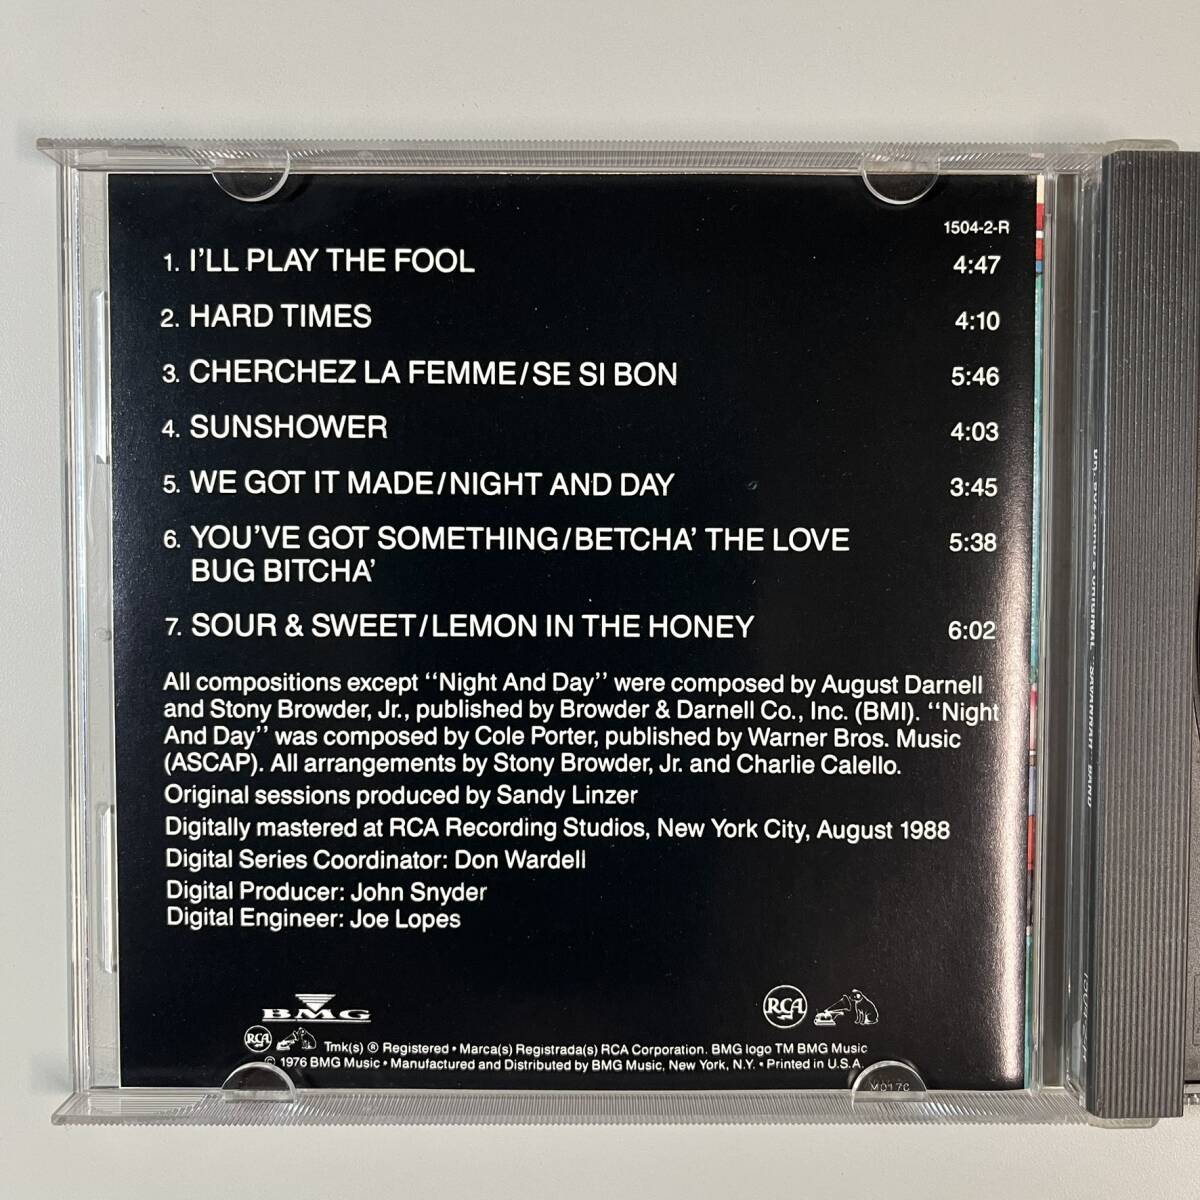 1504-2-R
1. I'LL PLAY THE FOOL 4:47
2. HARD TIMES 4:10
3. CHERCHEZ LA FEMME/SE SI BON 5:46
4. SUNSHOWER 4:03
5. WE GOT IT MADE/NIGHT AND DAY 3:45
6. YOU'VE GOT SOMETHING/BETCHA' THE LOVE 5:38
BUG BITCHA'
7. SOUR & SWEET/LEMON IN THE HONEY 6:02
All compositions except "Night And Day" were composed by August Darnell
and Stony Browder, Jr., published by Browder & Darnell Co., Inc. (BMI). "Night
And Day" was composed by Cole Porter, published by Warner Bros. Music
(ASCAP). All arrangements by Stony Browder, Jr. and Charlie Calello.
Original sessions produced by Sandy Linzer
Digitally mastered at RCA Recording Studios, New York City, August 1988
Digital Series Coordinator: Don Wardell
Digital Producer: John Snyder
Digital Engineer: Joe Lopes
BMG
RCA
RCA Tmk(s) ® Registered • Marca(s) Registrada(s) RCA Corporation. BMG logo TM BMG Music
© 1976 BMG Music • Manufactured and Distributed by BMG Music, New York, N.Y. • Printed in U.S.A.
ORIGINAL SAVANNAH BAND